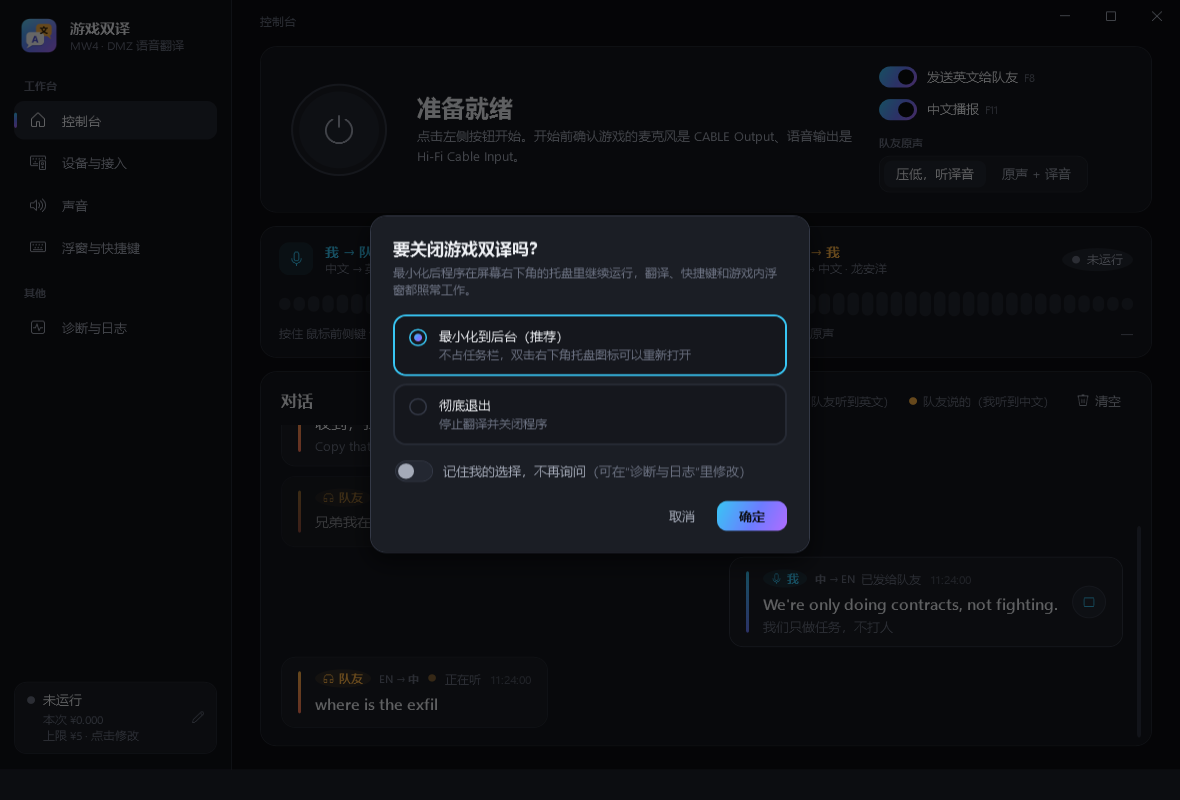 游戏双译
MW4 · DMZ 语音翻译
工作台
控制台
设备与接入
声音
浮窗与快捷键
其他
诊断与日志
未运行
本次 ¥0.000
上限 ¥5 · 点击修改
控制台
准备就绪
点击左侧按钮开始。开始前确认游戏的麦克风是 CABLE Output、语音输出是
Hi-Fi Cable Input。
发送英文给队友 F8
中文播报 F11
队友原声
压低，听译音
原声 + 译音
我 → 队
中文 →
按住 鼠标前侧键
→ 我
→ 中文 · 龙安洋
未运行
原声
—
对话
队友听到英文）
队友说的（我听到中文）
清空
Copy that
队友
兄弟我在
我 中 → EN 已发给队友 11:24:00
We're only doing contracts, not fighting.
我们只做任务，不打人
队友 EN → 中 正在听 11:24:00
where is the exfil
要关闭游戏双译吗？
最小化后程序在屏幕右下角的托盘里继续运行，翻译、快捷键和游戏内浮
窗都照常工作。
最小化到后台（推荐）
不占任务栏，双击右下角托盘图标可以重新打开
彻底退出
停止翻译并关闭程序
记住我的选择，不再询问（可在"诊断与日志"里修改）
取消
确定